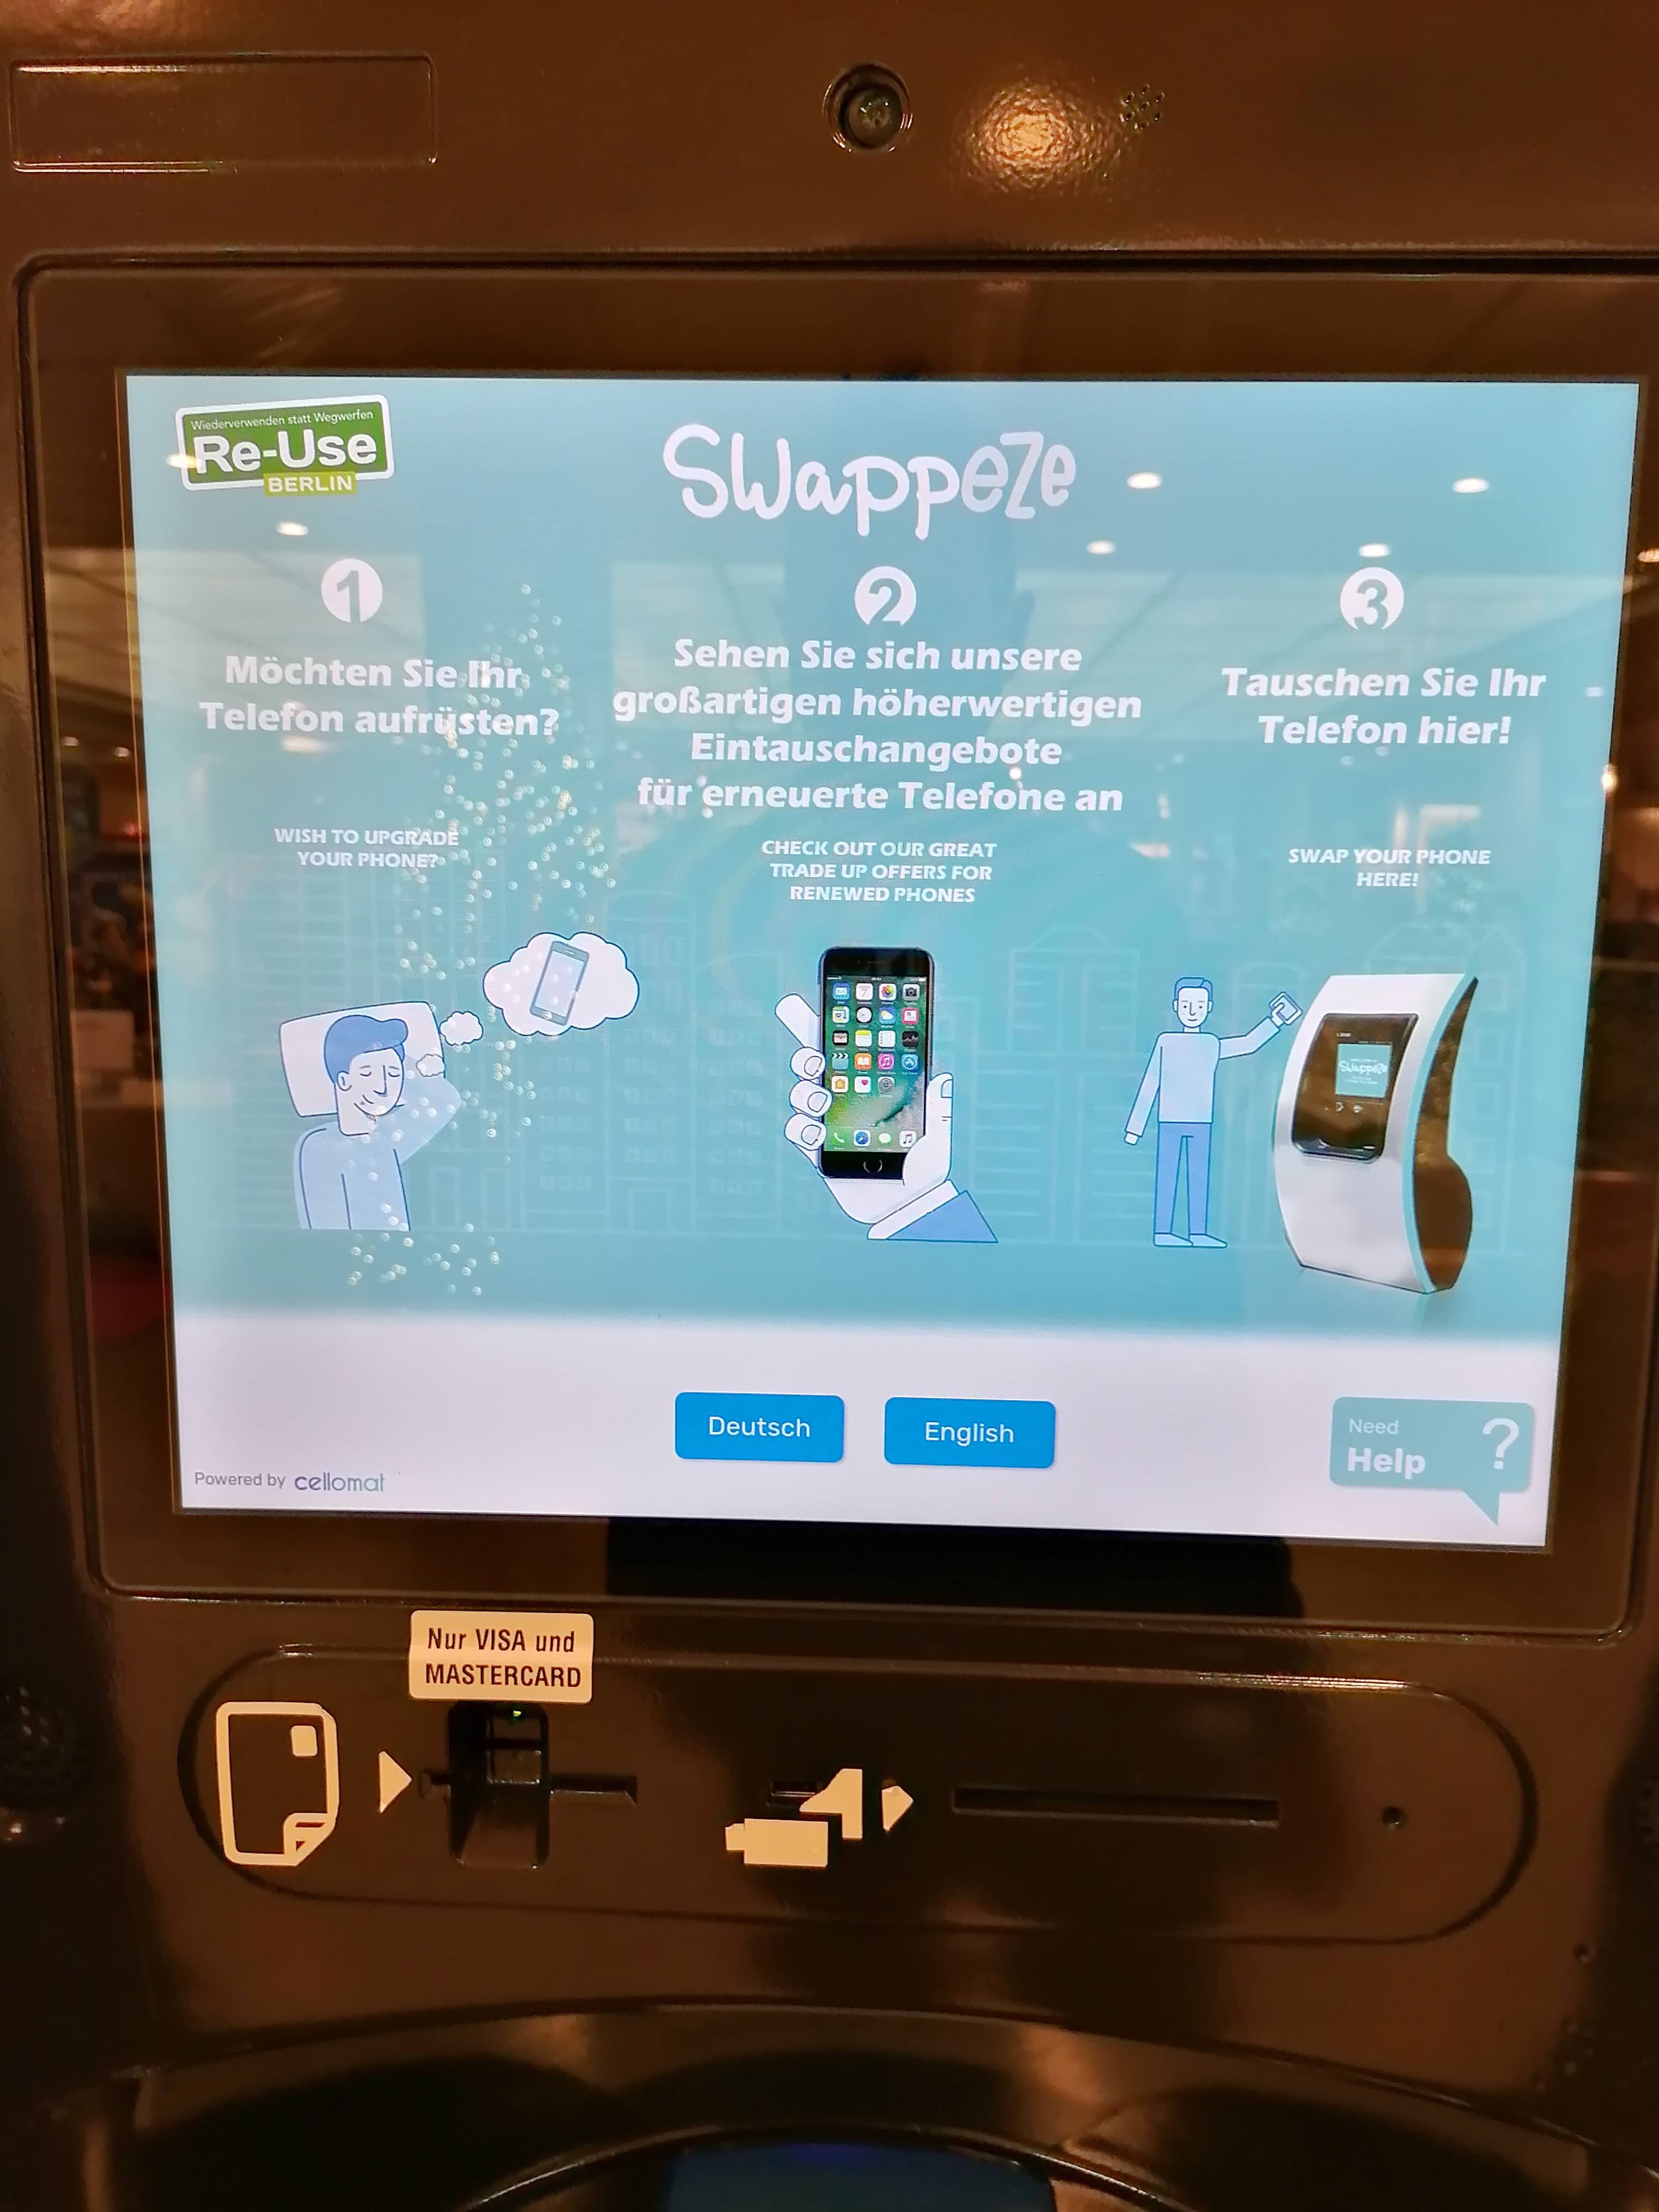 Wiederverwenden statt Wegwerfen
Re-Use
BERLIN
Swappeze
1
Möchten Sie Ihr
Telefon aufrüsten?
WISH TO UPGRADE
YOUR PHONE?
2
Sehen Sie sich unsere
großartigen höherwertigen
Eintauschangebote
für erneuerte Telefone an
CHECK OUT OUR GREAT
TRADE UP OFFERS FOR
RENEWED PHONES
3
Tauschen Sie Ihr
Telefon hier!
SWAP YOUR PHONE
HERE!
Swappeze
Deutsch
English
Need
Help
?
Powered by cellomat
Nur VISA und
MASTERCARD